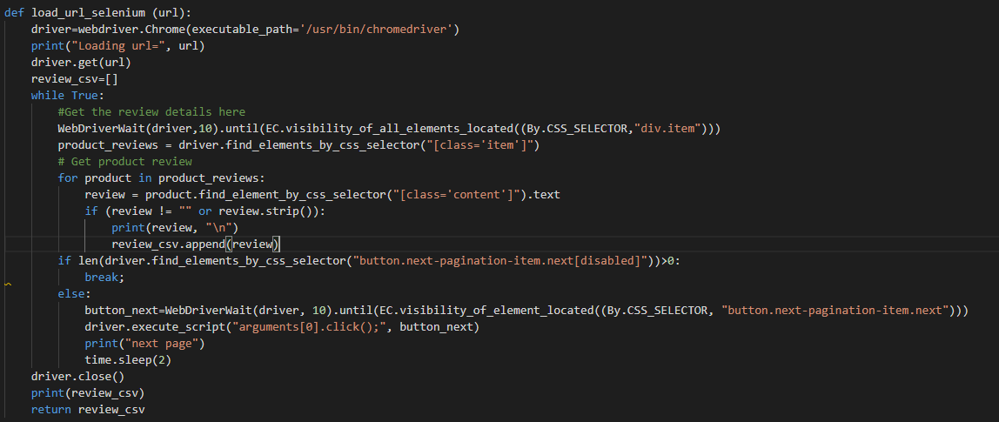 def load_url_selenium (url):
    driver=webdriver.Chrome(executable_path='/usr/bin/chromedriver')
    print("Loading url=", url)
    driver.get(url)
    review_csv=[]
    while True:
        #Get the review details here
        WebDriverWait(driver,10).until(EC.visibility_of_all_elements_located((By.CSS_SELECTOR,"div.item")))
        product_reviews = driver.find_elements_by_css_selector("[class='item']")
        # Get product review
        for product in product_reviews:
            review = product.find_element_by_css_selector("[class='content']").text
            if (review != "" or review.strip()):
                print(review, "\n")
                review_csv.append(review)
        if len(driver.find_elements_by_css_selector("button.next-pagination-item.next[disabled]"))>0:
            break;
        else:
            button_next=WebDriverWait(driver, 10).until(EC.visibility_of_element_located((By.CSS_SELECTOR, "button.next-pagination-item.next")))
            driver.execute_script("arguments[0].click();", button_next)
            print("next page")
            time.sleep(2)
    driver.close()
    print(review_csv)
    return review_csv